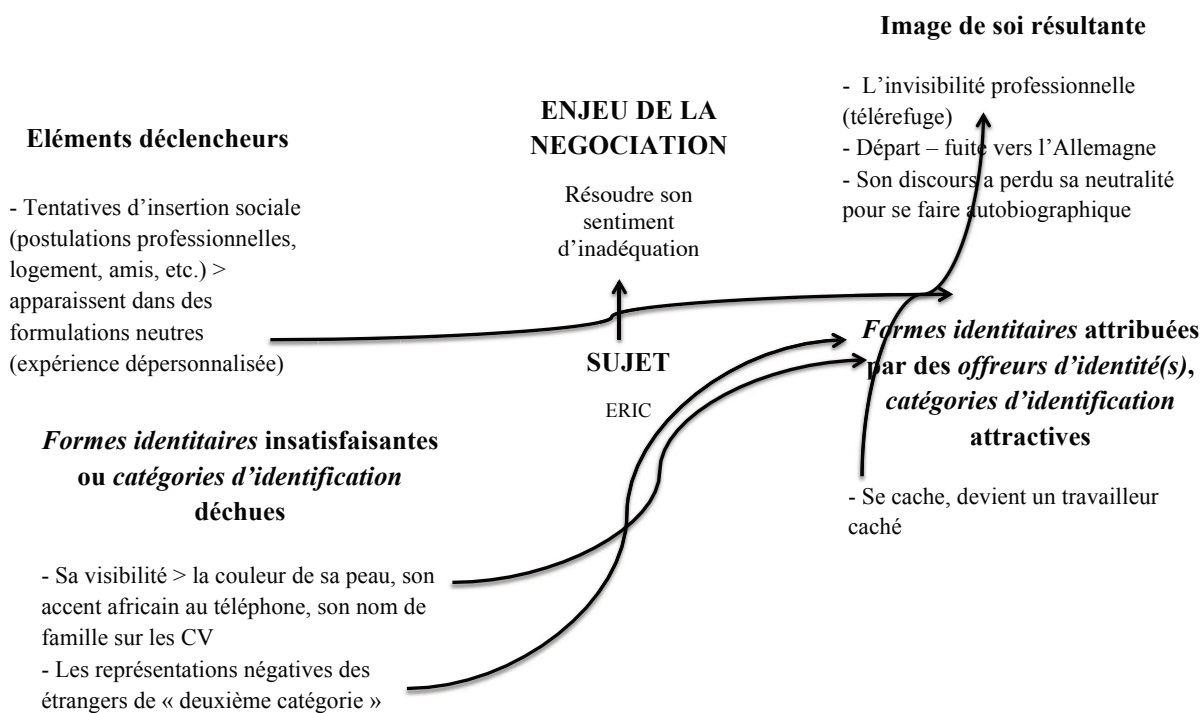 Image de soi résultante
- L’invisibilité professionnelle
(télérefuge)
- Départ – fuite vers l’Allemagne
- Son discours a perdu sa neutralité
pour se faire autobiographique
ENJEU DE LA
NEGOCIATION
Résoudre son
sentiment
d’inadéquation
Eléments déclencheurs
- Tentatives d’insertion sociale
(postulations professionnelles,
logement, amis, etc.) >
apparaissent dans des
formulations neutres
(expérience dépersonnalisée)
SUJET
ERIC
Formes identitaires attribuées
par des offreurs d’identité(s),
catégories d’identification
attractives
- Se cache, devient un travailleur
caché
Formes identitaires insatisfaisantes
ou catégories d’identification
déchues
- Sa visibilité > la couleur de sa peau, son
accent africain au téléphone, son nom de
famille sur les CV
- Les représentations négatives des
étrangers de « deuxième catégorie »